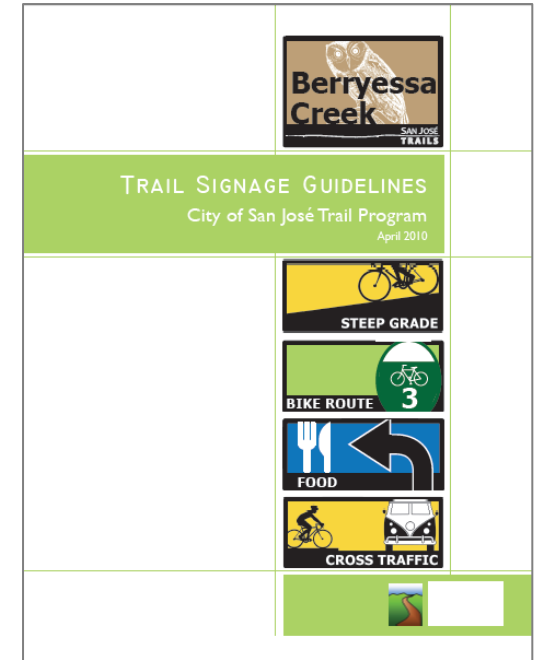 Berryessa
Creek
SAN JOSE
TRAILS
TRAIL SIGNAGE GUIDELINES
City of San José Trail Program
April 2010
STEEP GRADE
BIKE ROUTE
3
FOOD
CROSS TRAFFIC